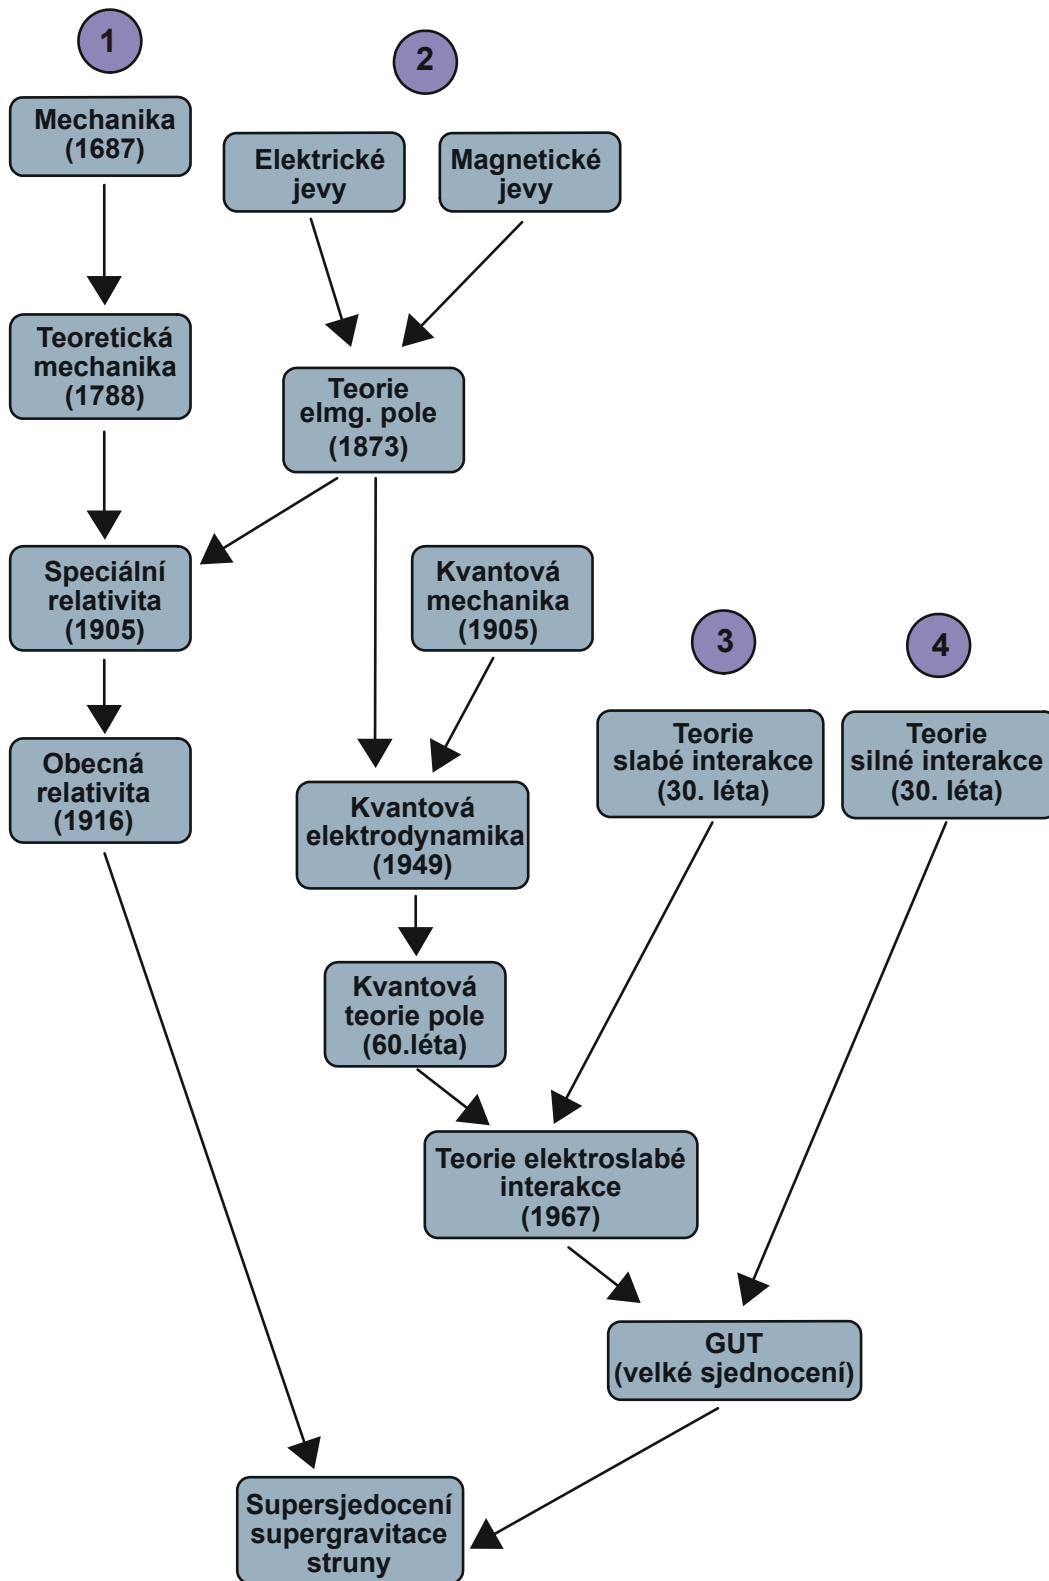 1
2
Mechanika
(1687)
Elektrické
jevy
Magnetické
jevy
Teoretická
mechanika
(1788)
Teorie
elmg. pole
(1873)
Speciální
relativita
(1905)
Kvantová
mechanika
(1905)
3
4
Obecná
relativita
(1916)
Teorie
slabé interakce
(30. léta)
Teorie
silné interakce
(30. léta)
Kvantová
elektrodynamika
(1949)
Kvantová
teorie pole
(60.léta)
Teorie elektroslabé
interakce
(1967)
GUT
(velké sjednocení)
Supersjedocení
supergravitace
struny